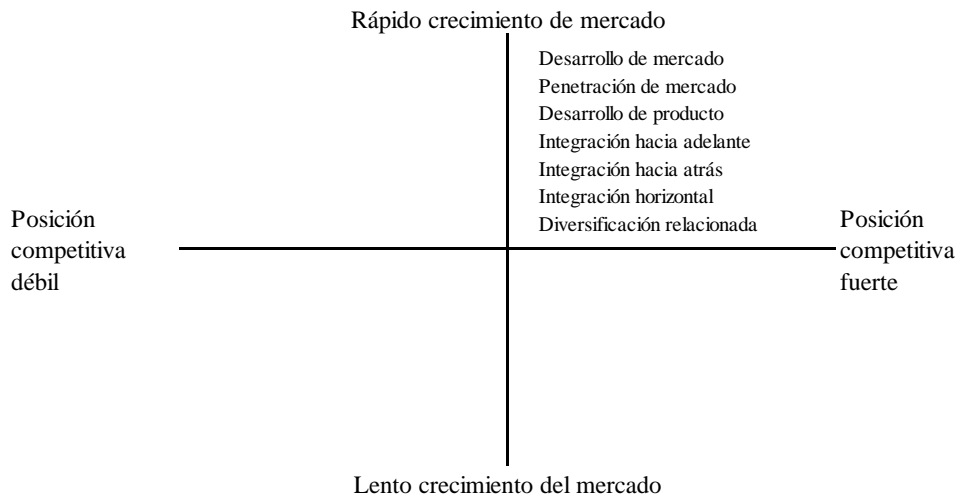 Rápido crecimiento de mercado
Desarrollo de mercado
Penetración de mercado
Desarrollo de producto
Integración hacia adelante
Integración hacia atrás
Integración horizontal
Diversificación relacionada
Posición
competitiva
débil
Posición
competitiva
fuerte
Lento crecimiento del mercado